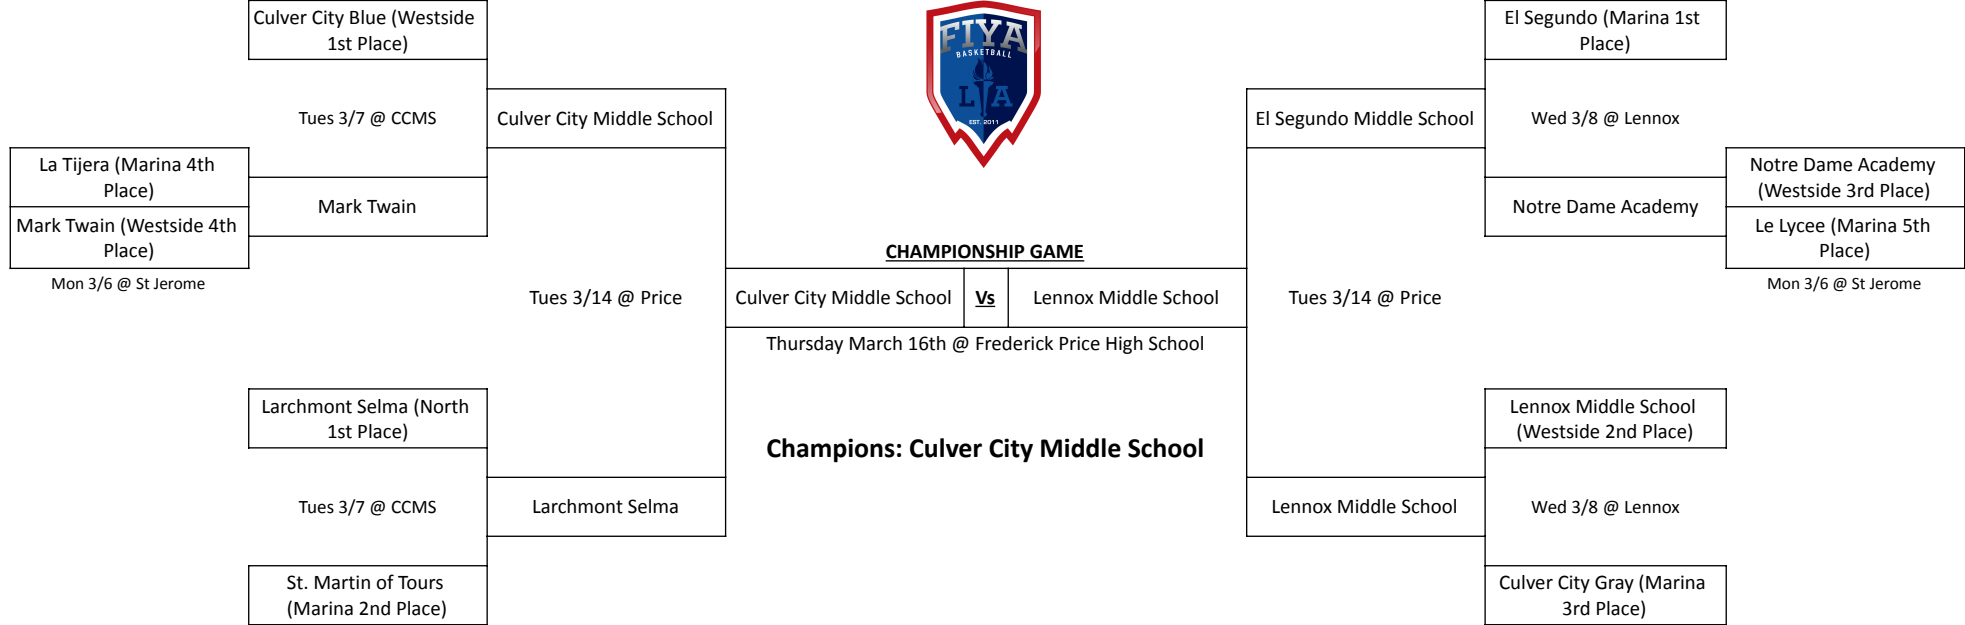 Culver City Blue (Westside
1st Place)
Tues 3/7 @ CCMS
Culver City Middle School
La Tijera (Marina 4th
Place)
Mark Twain (Westside 4th
Place)
Mon 3/6 @ St Jerome
Mark Twain
Tues 3/14 @ Price
Larchmont Selma (North
1st Place)
Tues 3/7 @ CCMS
Larchmont Selma
St. Martin of Tours
(Marina 2nd Place)
FIYA
BASKETBALL
L A
EST. 2011
CHAMPIONSHIP GAME
Culver City Middle School Vs Lennox Middle School
Thursday March 16th @ Frederick Price High School
Champions: Culver City Middle School
El Segundo (Marina 1st
Place)
El Segundo Middle School
Wed 3/8 @ Lennox
Notre Dame Academy
Notre Dame Academy
(Westside 3rd Place)
Le Lycee (Marina 5th
Place)
Mon 3/6 @ St Jerome
Tues 3/14 @ Price
Lennox Middle School
(Westside 2nd Place)
Lennox Middle School
Wed 3/8 @ Lennox
Culver City Gray (Marina
3rd Place)